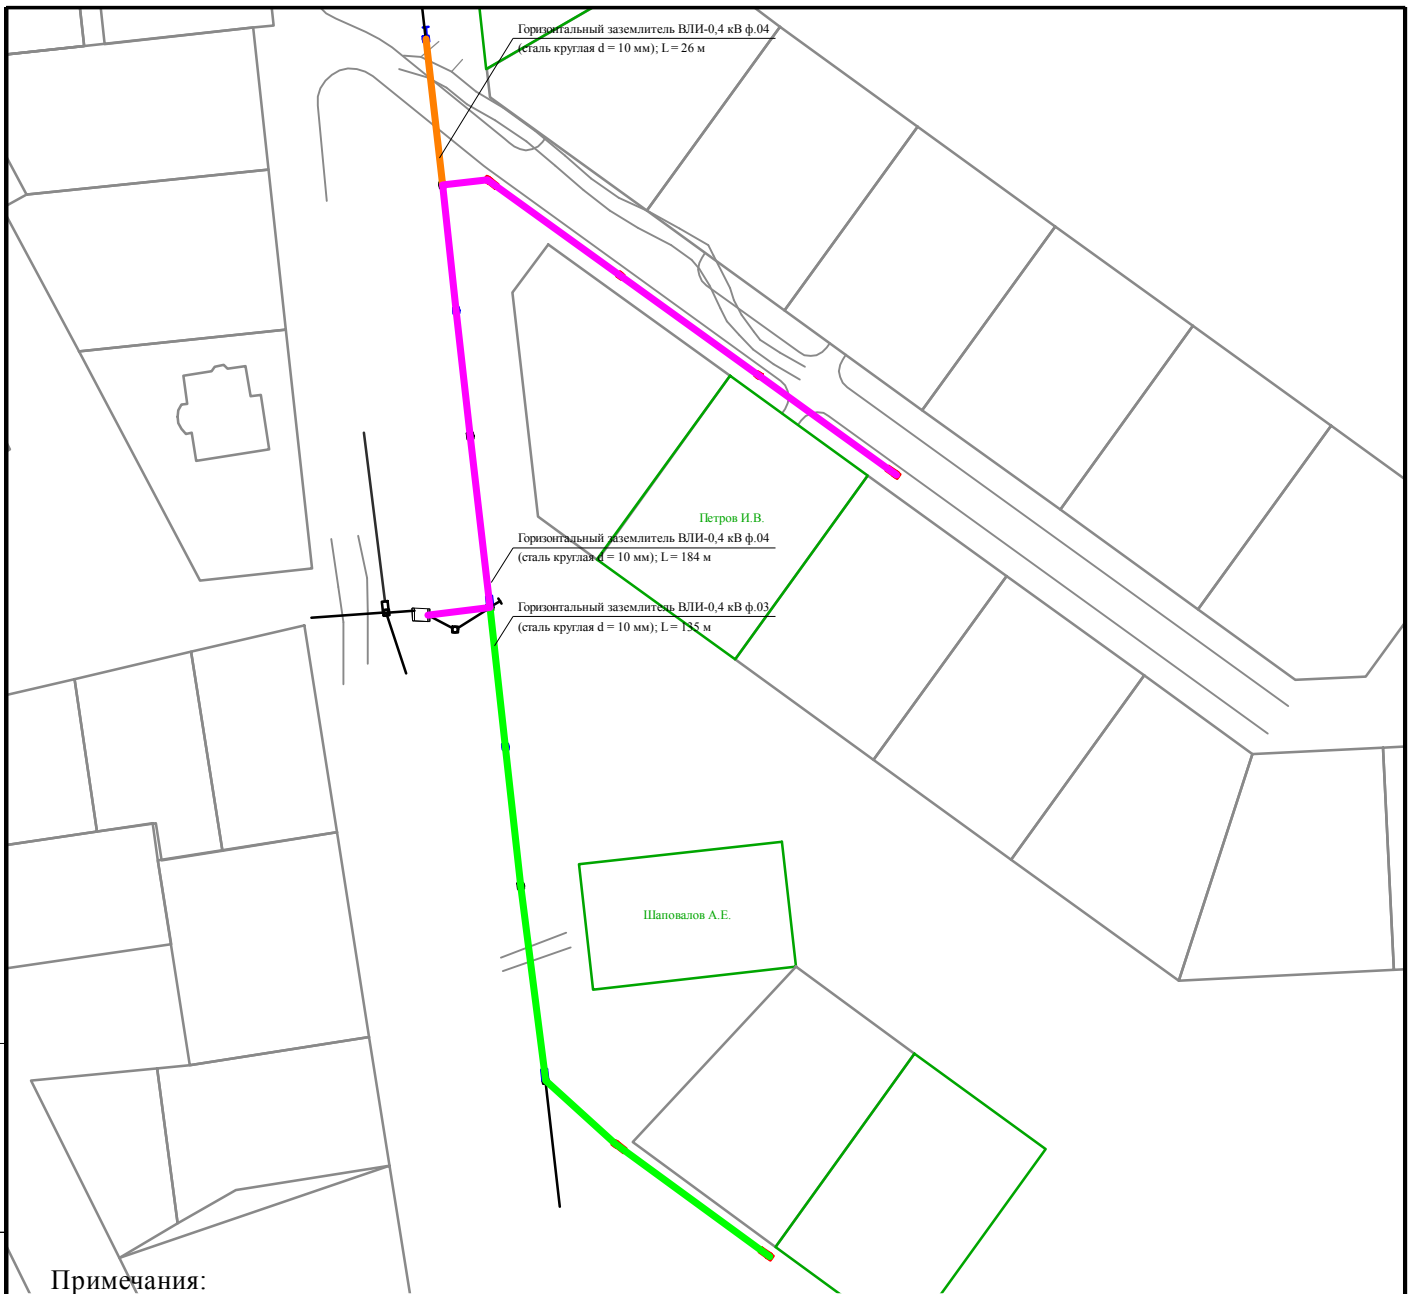 Горизонтальный заземлитель ВЛИ-0,4 кВ ф.04
(сталь круглая d = 10 мм); L = 26 м
Петров И.В.
Горизонтальный заземлитель ВЛИ-0,4 кВ ф.04
(сталь круглая d = 10 мм); L = 184 м
Горизонтальный заземлитель ВЛИ-0,4 кВ ф.03
(сталь круглая d = 10 мм); L = 135 м
Шаповалов А.Е.
Примечания: